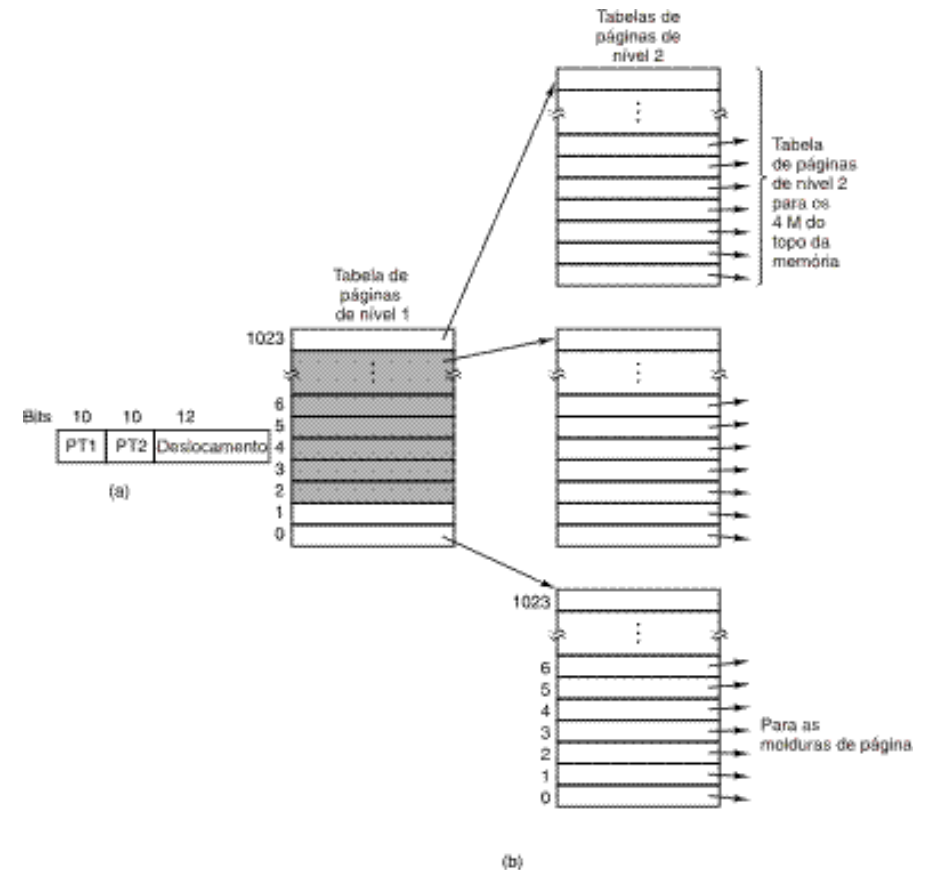 Tabelas de
páginas de
nível 2
Tabela
de páginas
de nível 2
para os
4 M do
topo da
memória
Tabela de
páginas
de nível 1
1023
6
5
4
3
2
1
0
Bits 10 10 12
PT1 PT2 Deslocamento
(a)
1023
6
5
4
3
2
1
0
Para as
molduras de página
(b)